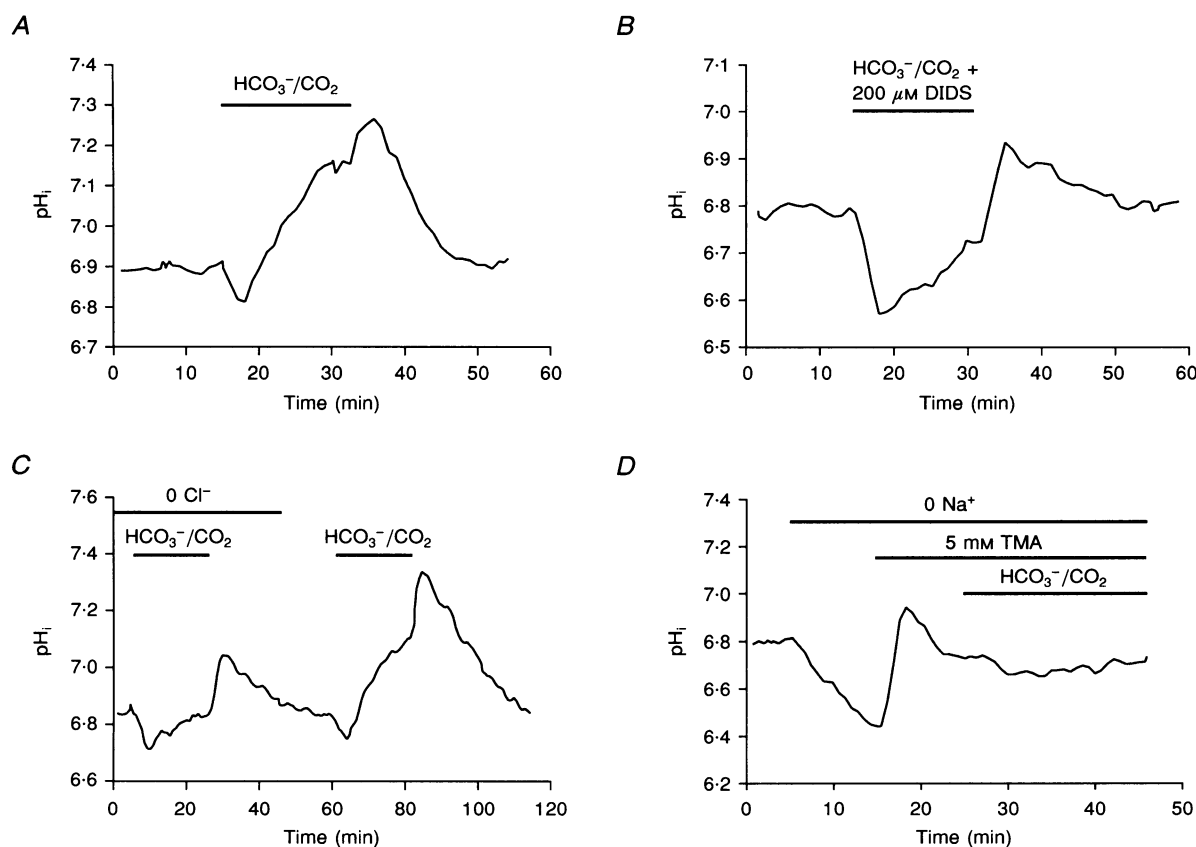 A
7·4
7·3
7·2
7·1
7·0
6·9
6·8
6·7
pHi
HCO3−/CO2
0 10 20 30 40 50 60
Time (min)
B
7·1
7·0
6·9
6·8
6·7
6·6
6·5
pHi
HCO3−/CO2 +
200 μM DIDS
0 10 20 30 40 50 60
Time (min)
C
7·6
7·4
7·2
7·0
6·8
6·6
pHi
0 Cl−
HCO3−/CO2 HCO3−/CO2
0 20 40 60 80 100 120
Time (min)
D
7·4
7·2
7·0
6·8
6·6
6·4
6·2
pHi
0 Na+
5 mM TMA
HCO3−/CO2
0 10 20 30 40 50
Time (min)